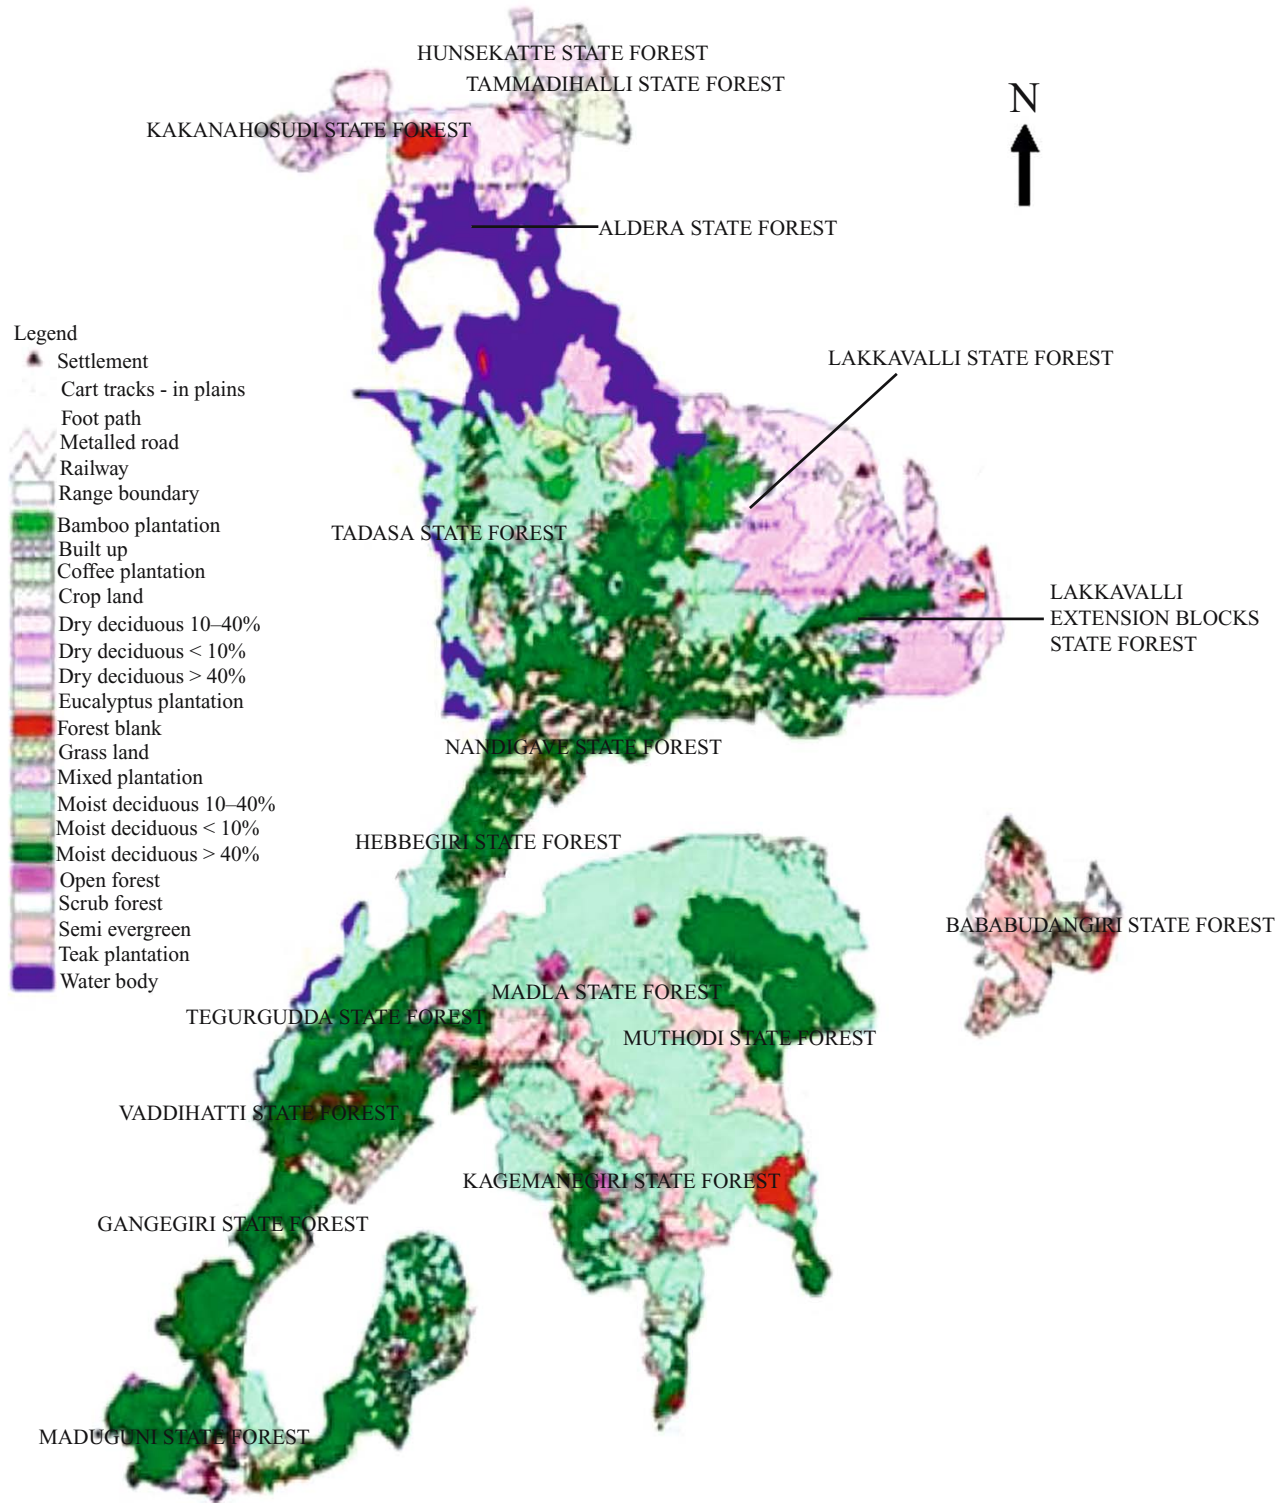 HUNSEKATTE STATE FOREST
TAMMADIHALLI STATE FOREST
N
KAKANAHOSUDI STATE FOREST
ALDERA STATE FOREST
LAKKAVALLI STATE FOREST
TADASA STATE FOREST
LAKKAVALLI
EXTENSION BLOCKS
STATE FOREST
NANDIGAVE STATE FOREST
HEBBEGIRI STATE FOREST
BABABUDANGIRI STATE FOREST
MADLA STATE FOREST
TEGURGUDDA STATE FOREST
MUTHODI STATE FOREST
VADDIHATTI STATE FOREST
KAGEMANEGIRI STATE FOREST
GANGEGIRI STATE FOREST
MADUGUNI STATE FOREST
Legend
Settlement
Cart tracks - in plains
Foot path
Metalled road
Railway
Range boundary
Bamboo plantation
Built up
Coffee plantation
Crop land
Dry deciduous 10–40%
Dry deciduous < 10%
Dry deciduous > 40%
Eucalyptus plantation
Forest blank
Grass land
Mixed plantation
Moist deciduous 10–40%
Moist deciduous < 10%
Moist deciduous > 40%
Open forest
Scrub forest
Semi evergreen
Teak plantation
Water body